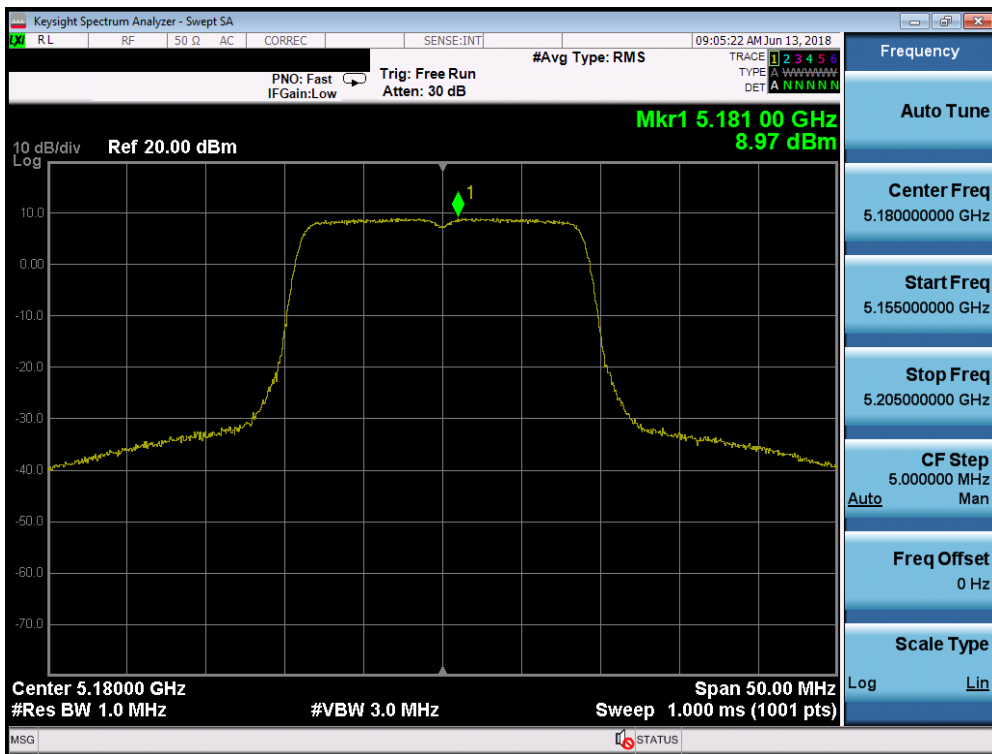 Keysight Spectrum Analyzer - Swept SA
LXI RL RF 50 Ω AC CORREC SENSE:INT 09:05:22 AM Jun 13, 2018
#Avg Type: RMS
TRACE 1 2 3 4 5 6
PNO: Fast Trig: Free Run
TYPE A WWWWW
IFGain:Low Atten: 30 dB
DET A N N N N N
Mkr1 5.181 00 GHz
8.97 dBm
10 dB/div Ref 20.00 dBm
Log
1
10.0
0.00
-10.0
-20.0
-30.0
-40.0
-50.0
-60.0
-70.0
Center 5.18000 GHz Span 50.00 MHz
#Res BW 1.0 MHz #VBW 3.0 MHz Sweep 1.000 ms (1001 pts)
MSG STATUS
Frequency
Auto Tune
Center Freq
5.180000000 GHz
Start Freq
5.155000000 GHz
Stop Freq
5.205000000 GHz
CF Step
5.000000 MHz
Auto Man
Freq Offset
0 Hz
Scale Type
Log Lin